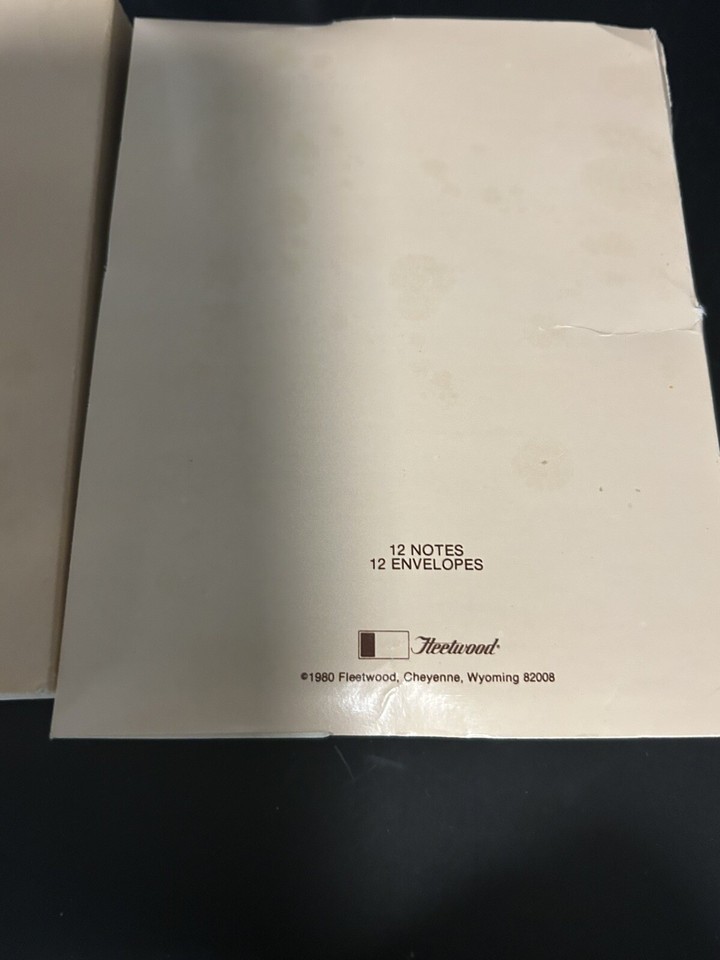 12 NOTES
12 ENVELOPES
Fleetwood
©1980 Fleetwood, Cheyenne, Wyoming 82008